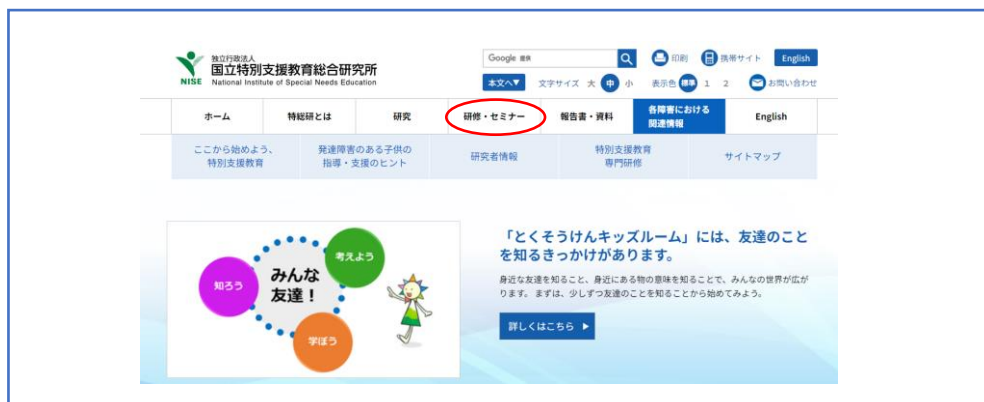 独立行政法人
国立特別支援教育総合研究所
NISE National Institute of Special Needs Education
Google 提供
印刷
携帯サイト
English
本文へ▼
文字サイズ 大 中 小
表示色 標準 1 2
お問い合わせ
ホーム
特総研とは
研究
研修・セミナー
報告書・資料
各障害における
関連情報
English
ここから始めよう、
特別支援教育
発達障害のある子供の
指導・支援のヒント
研究者情報
特別支援教育
専門研修
サイトマップ
知ろう
考えよう
みんな
友達！
学ぼう
「とくそうけんキッズルーム」には、友達のこと
を知るきっかけがあります。
身近な友達を知ること、身近にある物の意味を知ることで、みんなの世界が広が
ります。まずは、少しずつ友達のことを知ることから始めてみよう。
詳しくはこちら ▶